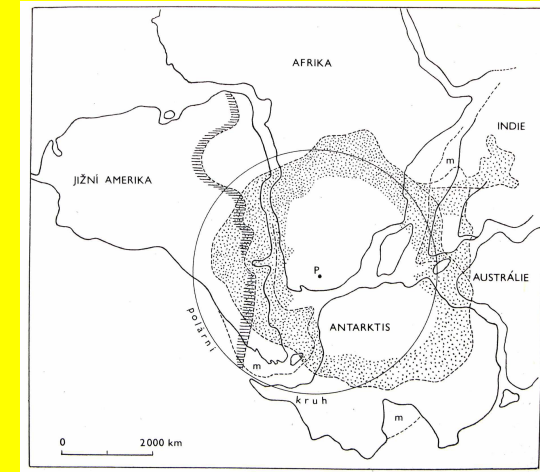 AFRIKA
INDIE
m
JIŽNÍ AMERIKA
P
AUSTRÁLIE
ANTARKTIS
polární
m
kruh
m
0 2000 km